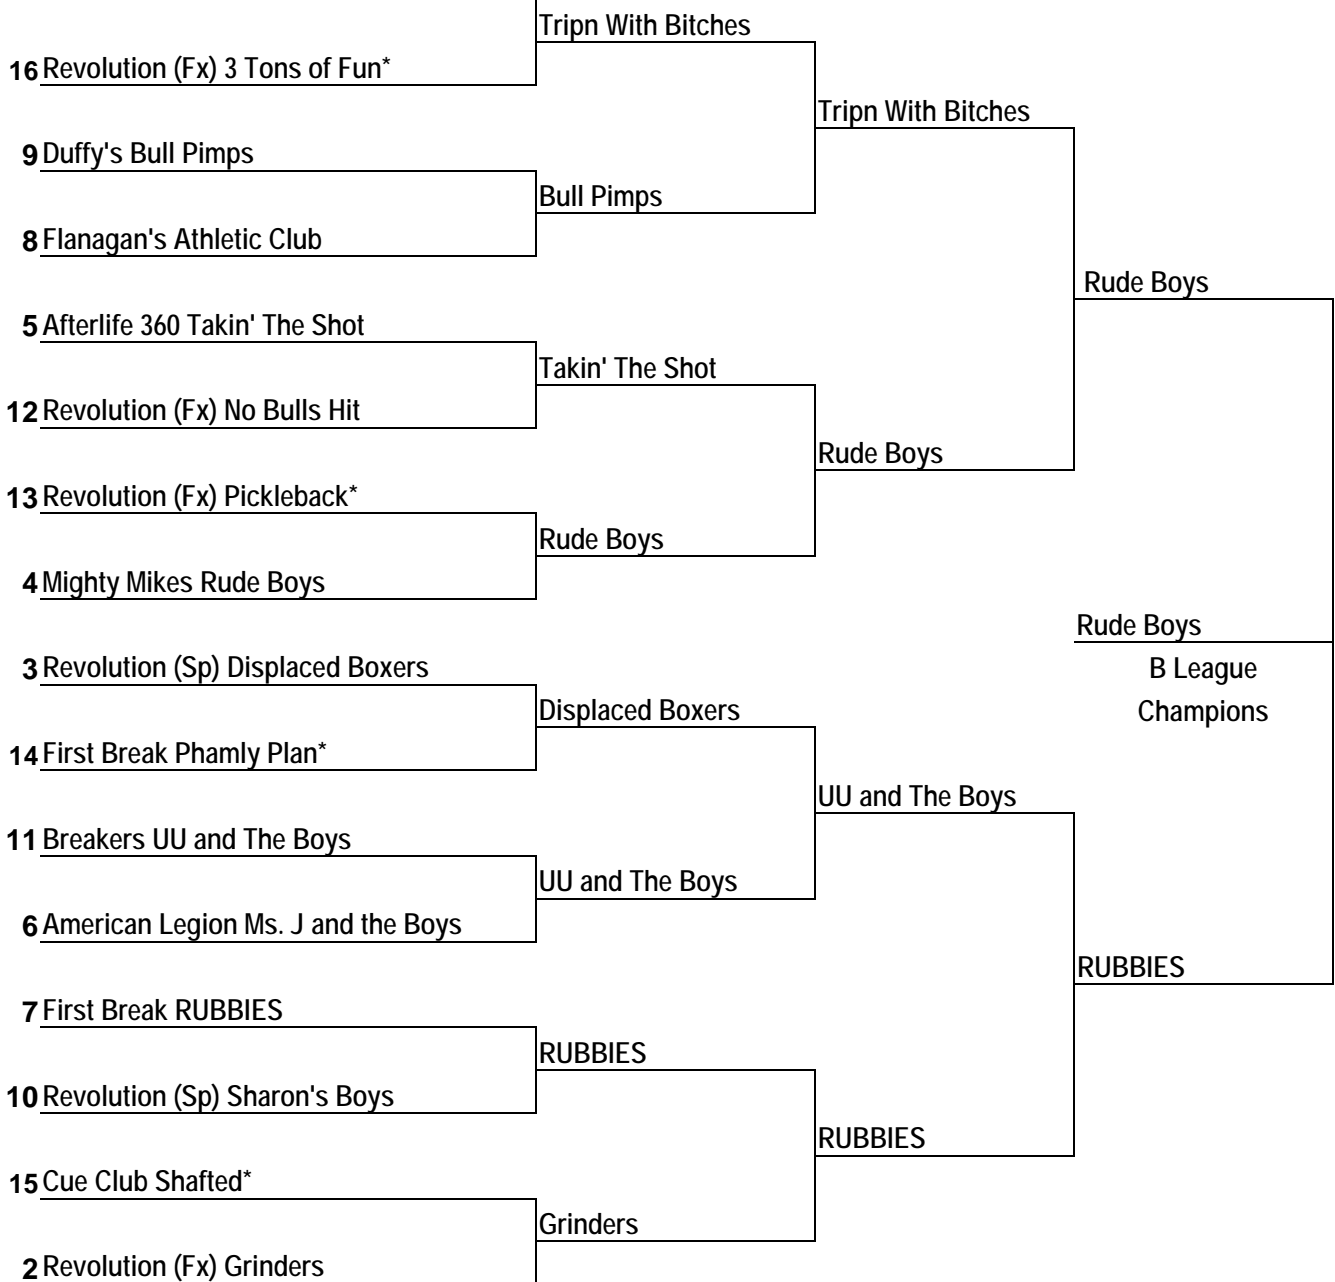 Tripn With Bitches
16 Revolution (Fx) 3 Tons of Fun*
Tripn With Bitches
9 Duffy's Bull Pimps
Bull Pimps
8 Flanagan's Athletic Club
Rude Boys
5 Afterlife 360 Takin' The Shot
Takin' The Shot
12 Revolution (Fx) No Bulls Hit
Rude Boys
13 Revolution (Fx) Pickleback*
Rude Boys
4 Mighty Mikes Rude Boys
Rude Boys
3 Revolution (Sp) Displaced Boxers
B League
Displaced Boxers
Champions
14 First Break Phamly Plan*
UU and The Boys
11 Breakers UU and The Boys
UU and The Boys
6 American Legion Ms. J and the Boys
RUBBIES
7 First Break RUBBIES
RUBBIES
10 Revolution (Sp) Sharon's Boys
RUBBIES
15 Cue Club Shafted*
Grinders
2 Revolution (Fx) Grinders